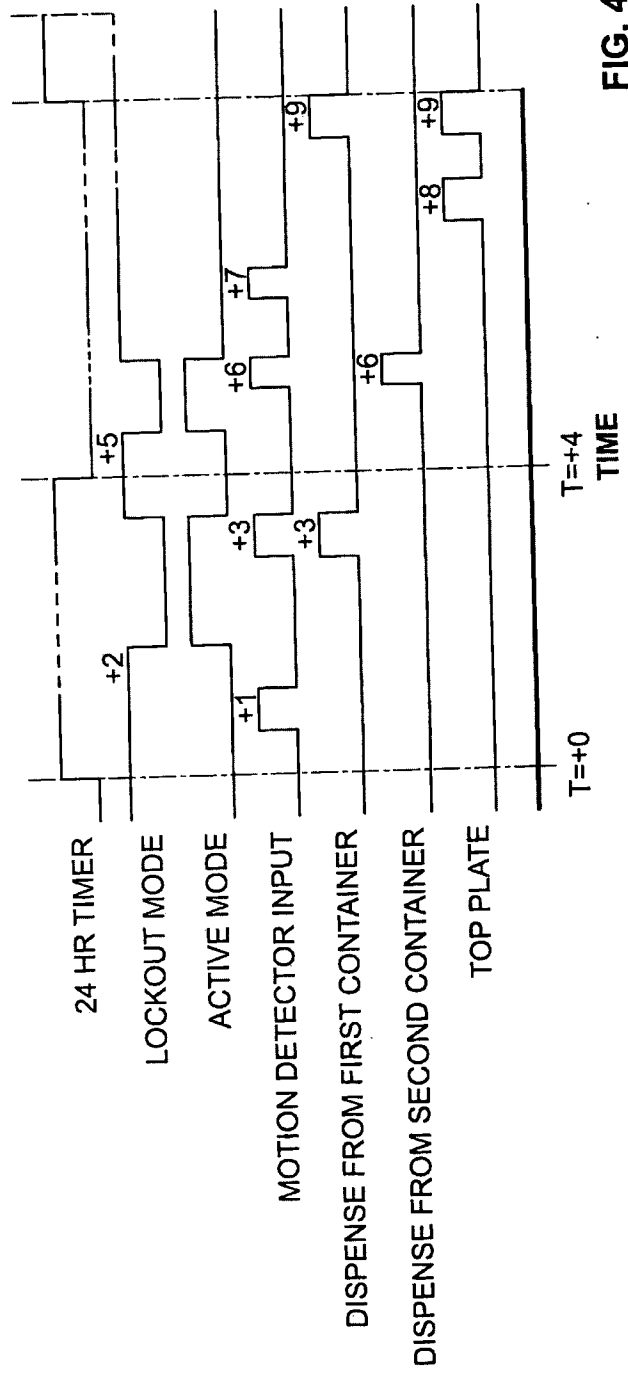 24 HR TIMER
LOCKOUT MODE
+2
+5
ACTIVE MODE
MOTION DETECTOR INPUT
+1
+3
+6
+7
DISPENSE FROM FIRST CONTAINER
+3
+9
DISPENSE FROM SECOND CONTAINER
+6
TOP PLATE
+8
+9
T=+0
T=+4
TIME
FIG. 4